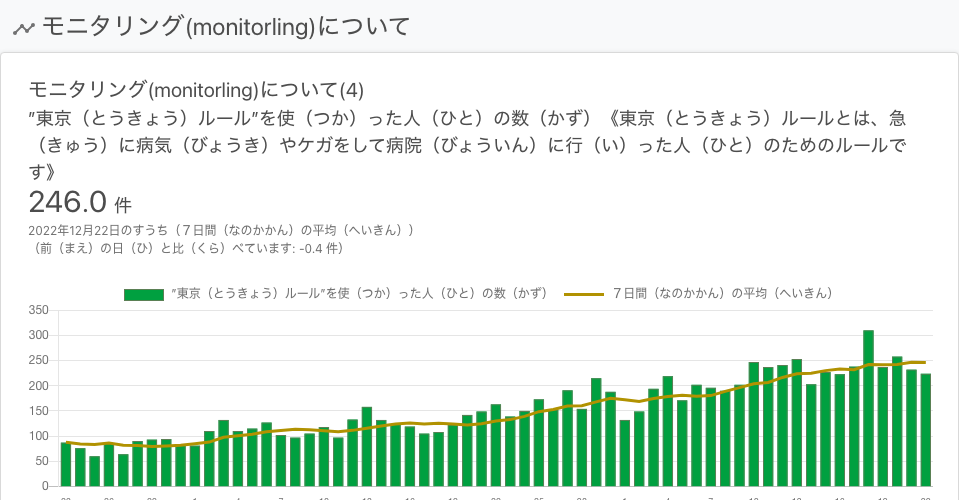 モニタリング(monitorling)について
モニタリング(monitorling)について(4)
”東京（とうきょう）ルール”を使（つか）った人（ひと）の数（かず）《東京（とうきょう）ルールとは、急
（きゅう）に病気（びょうき）やケガをして病院（びょういん）に行（い）った人（ひと）のためのルールで
す》
246.0 件
2022年12月22日のすうち（７日間（なのかかん）の平均（へいきん））
（前（まえ）の日（ひ）と比（くら）べています: -0.4 件）
”東京（とうきょう）ルール”を使（つか）った人（ひと）の数（かず） ７日間（なのかかん）の平均（へいきん）
350
300
250
200
150
100
50
0